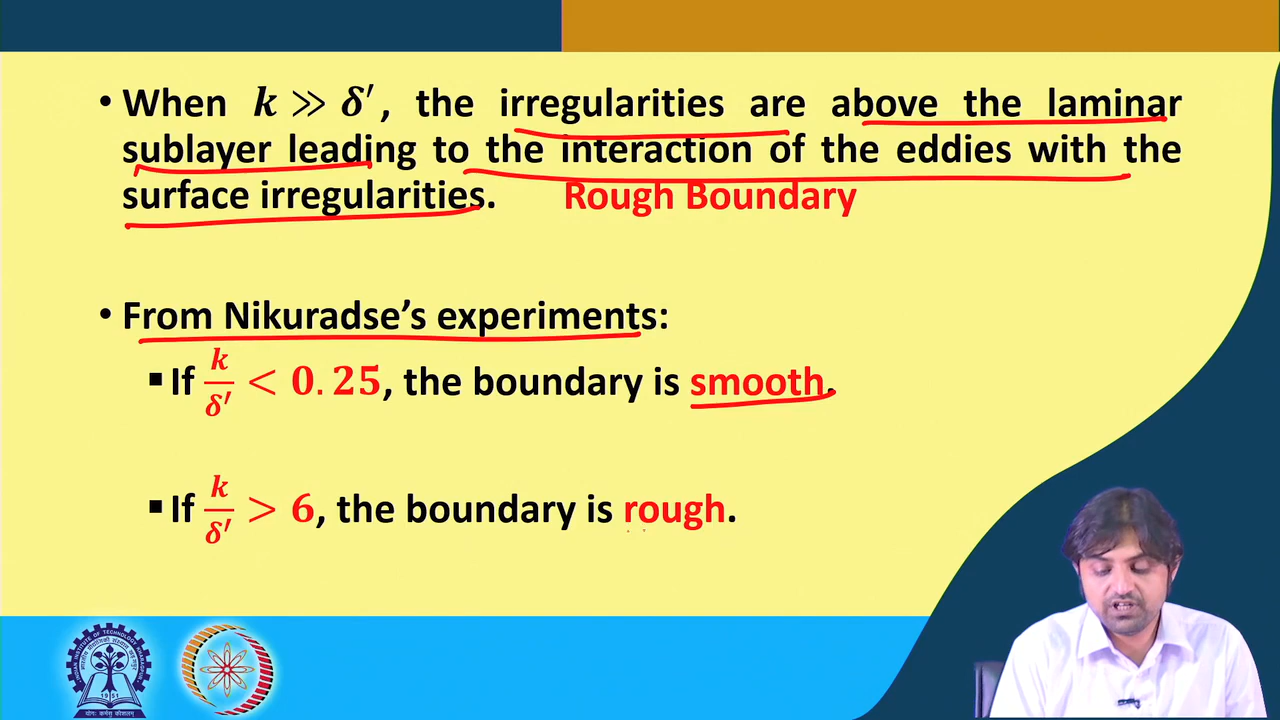 • When k ≫ δ′, the irregularities are above the laminar
sublayer leading to the interaction of the eddies with the
surface irregularities. Rough Boundary
• From Nikuradse’s experiments:
▪ If k/δ′ < 0.25, the boundary is smooth.
▪ If k/δ′ > 6, the boundary is rough.
1951